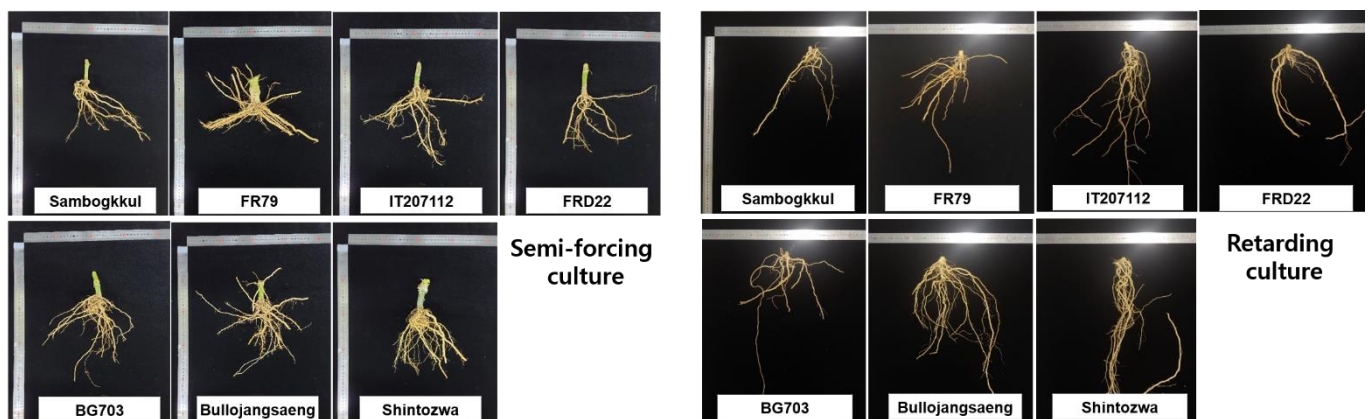 Sambogkkul
FR79
IT207112
FRD22
BG703
Bullojangsaeng
Shintozwa
Semi-forcing
culture
Sambogkkul
FR79
IT207112
FRD22
BG703
Bullojangsaeng
Shintozwa
Retarding
culture